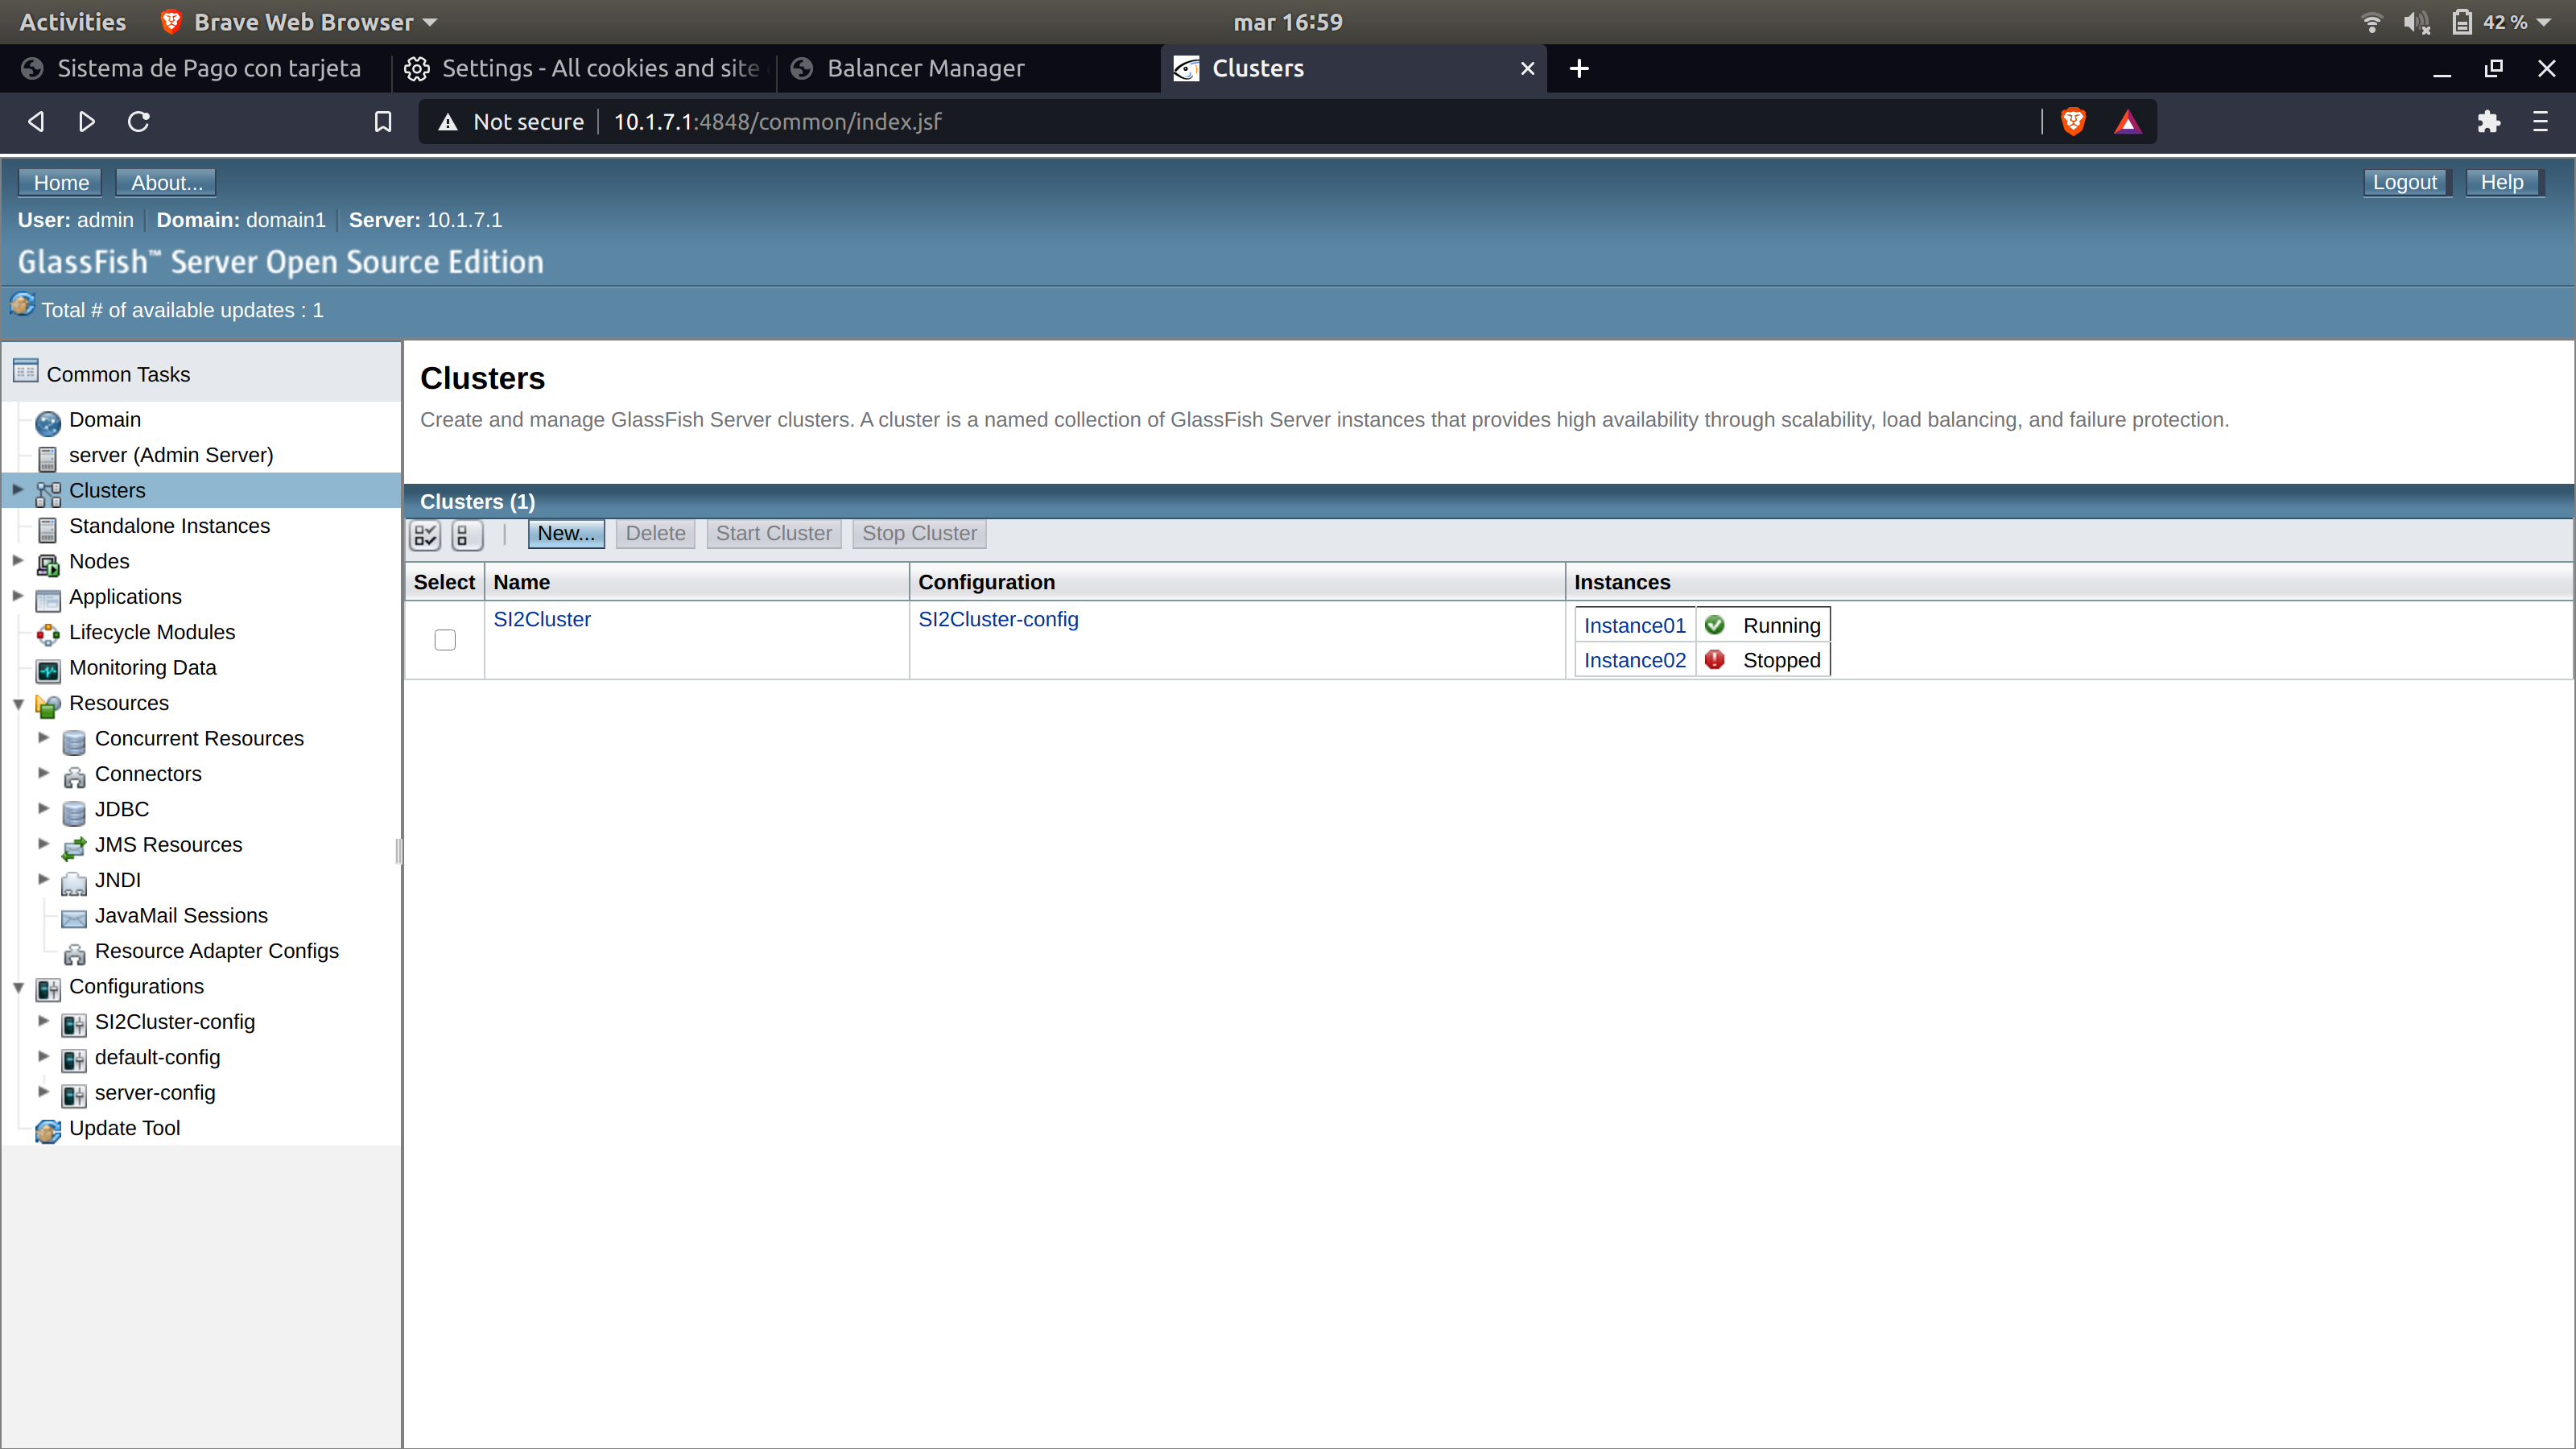 Activities Brave Web Browser mar 16:59 42 %
Sistema de Pago con tarjeta Settings - All cookies and site Balancer Manager Clusters
Not secure 10.1.7.1:4848/common/index.jsf
Home About... Logout Help
User: admin Domain: domain1 Server: 10.1.7.1
GlassFish™ Server Open Source Edition
Total # of available updates : 1
Common Tasks
Domain
server (Admin Server)
Clusters
Standalone Instances
Nodes
Applications
Lifecycle Modules
Monitoring Data
Resources
Concurrent Resources
Connectors
JDBC
JMS Resources
JNDI
JavaMail Sessions
Resource Adapter Configs
Configurations
SI2Cluster-config
default-config
server-config
Update Tool
Clusters
Create and manage GlassFish Server clusters. A cluster is a named collection of GlassFish Server instances that provides high availability through scalability, load balancing, and failure protection.
Clusters (1)
New... Delete Start Cluster Stop Cluster
Select Name Configuration Instances
SI2Cluster SI2Cluster-config Instance01 Running
Instance02 Stopped